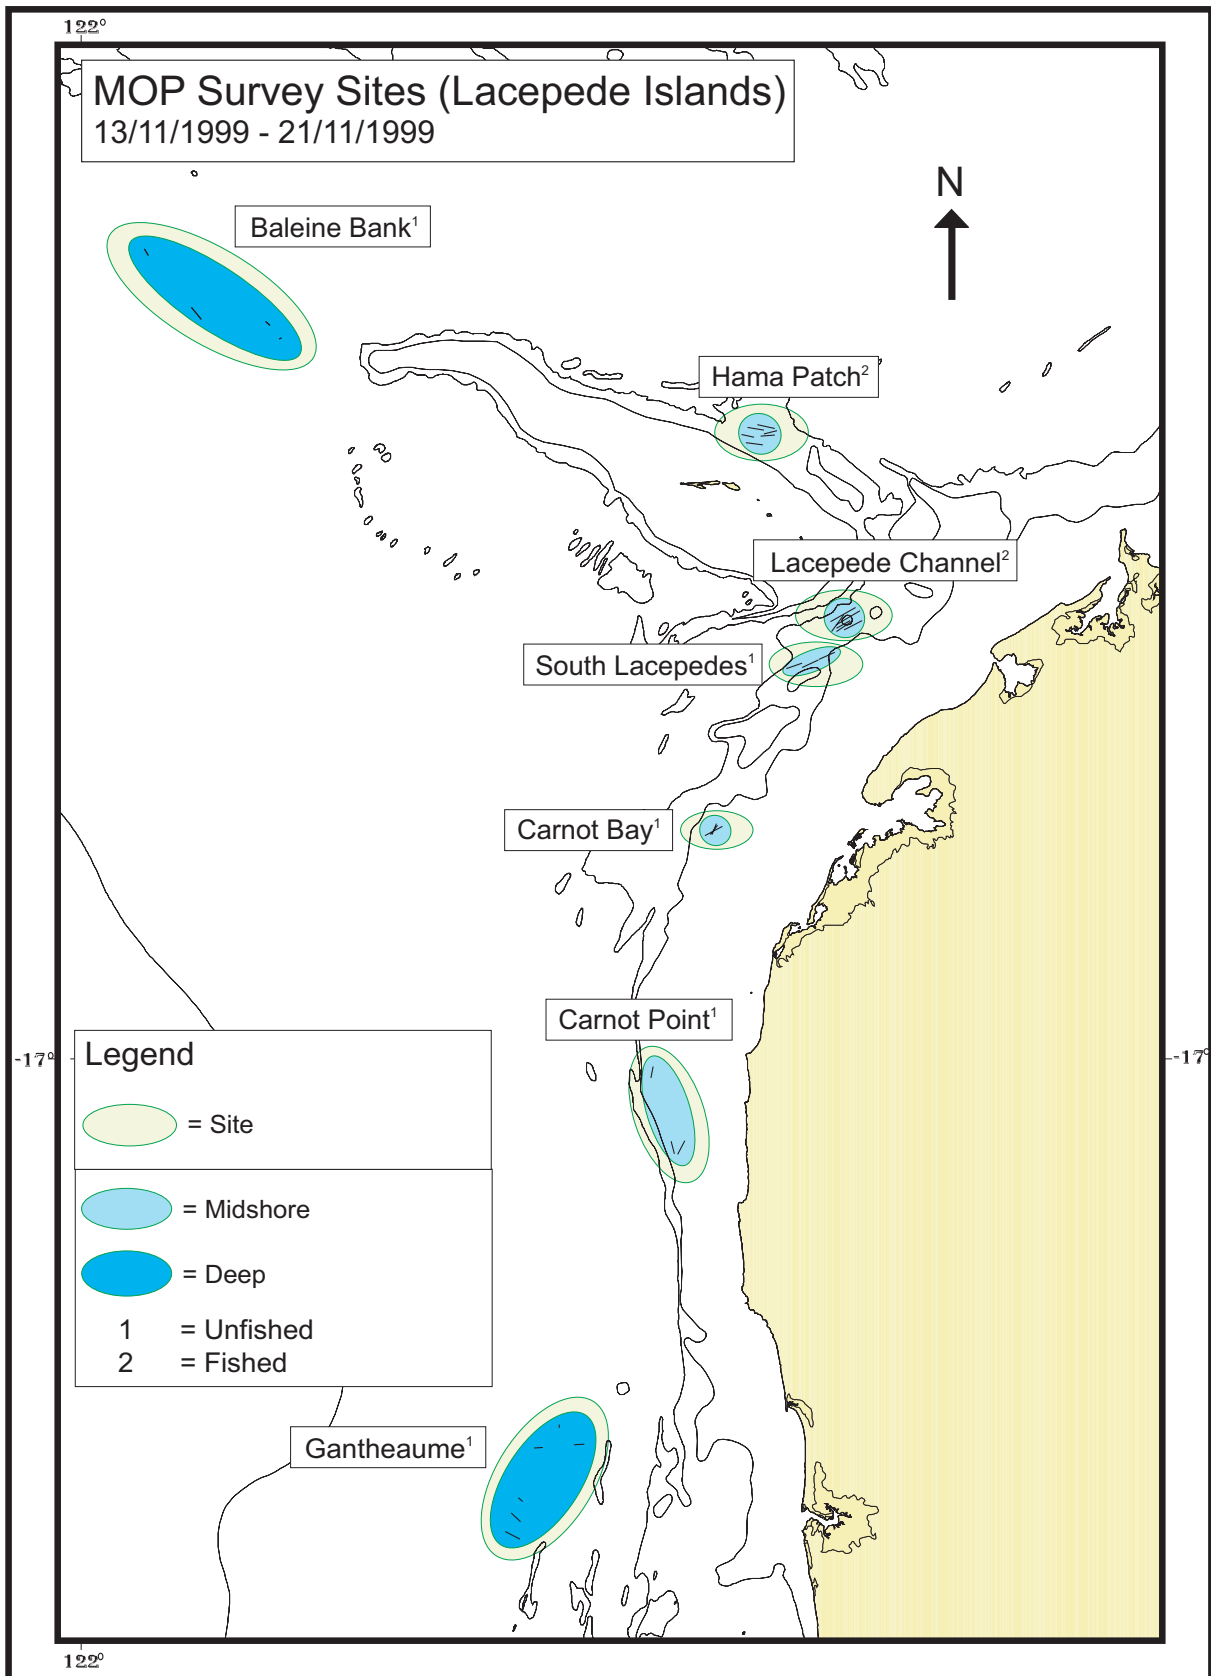 122°
MOP Survey Sites (Lacepede Islands)
13/11/1999 - 21/11/1999
N
Baleine Bank¹
Hama Patch²
Lacepede Channel²
South Lacepedes¹
Carnot Bay¹
Carnot Point¹
-17°
-17°
Legend
= Site
= Midshore
= Deep
1 = Unfished
2 = Fished
Gantheaume¹
122°